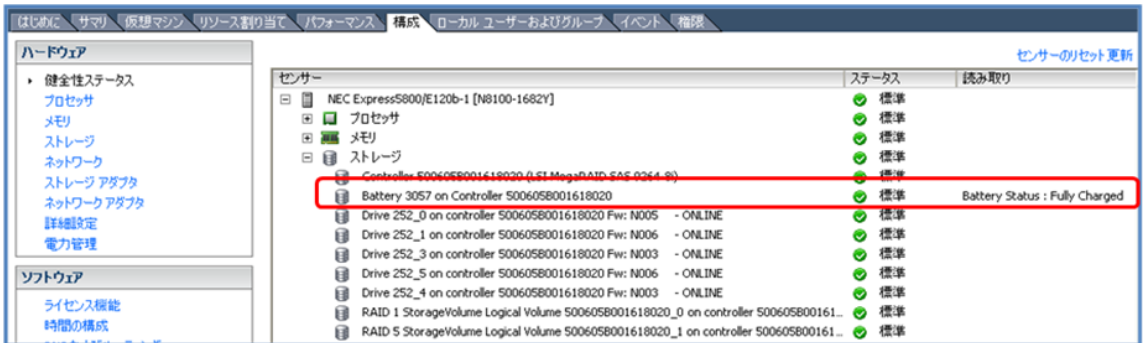 はじめに サマリ 仮想マシン リソース割り当て パフォーマンス 構成 ローカル ユーザーおよびグループ イベント 権限
ハードウェア
健全性ステータス
プロセッサ
メモリ
ストレージ
ネットワーク
ストレージ アダプタ
ネットワーク アダプタ
詳細設定
電力管理
ソフトウェア
ライセンス機能
時間の構成
センサーのリセット 更新
センサー ステータス 読み取り
NEC Express5800/E120b-1 [N8100-1682Y] 標準
プロセッサ 標準
メモリ 標準
ストレージ 標準
Controller 500605B001618020 (LSI MegaRAID SAS 9264-8i)
Battery 3057 on Controller 500605B001618020 標準 Battery Status : Fully Charged
Drive 252_0 on controller 500605B001618020 Fw: N005 - ONLINE 標準
Drive 252_1 on controller 500605B001618020 Fw: N006 - ONLINE 標準
Drive 252_3 on controller 500605B001618020 Fw: N003 - ONLINE 標準
Drive 252_5 on controller 500605B001618020 Fw: N006 - ONLINE 標準
Drive 252_4 on controller 500605B001618020 Fw: N003 - ONLINE 標準
RAID 1 StorageVolume Logical Volume 500605B001618020_0 on controller 500605B00161... 標準
RAID 5 StorageVolume Logical Volume 500605B001618020_1 on controller 500605B00161... 標準